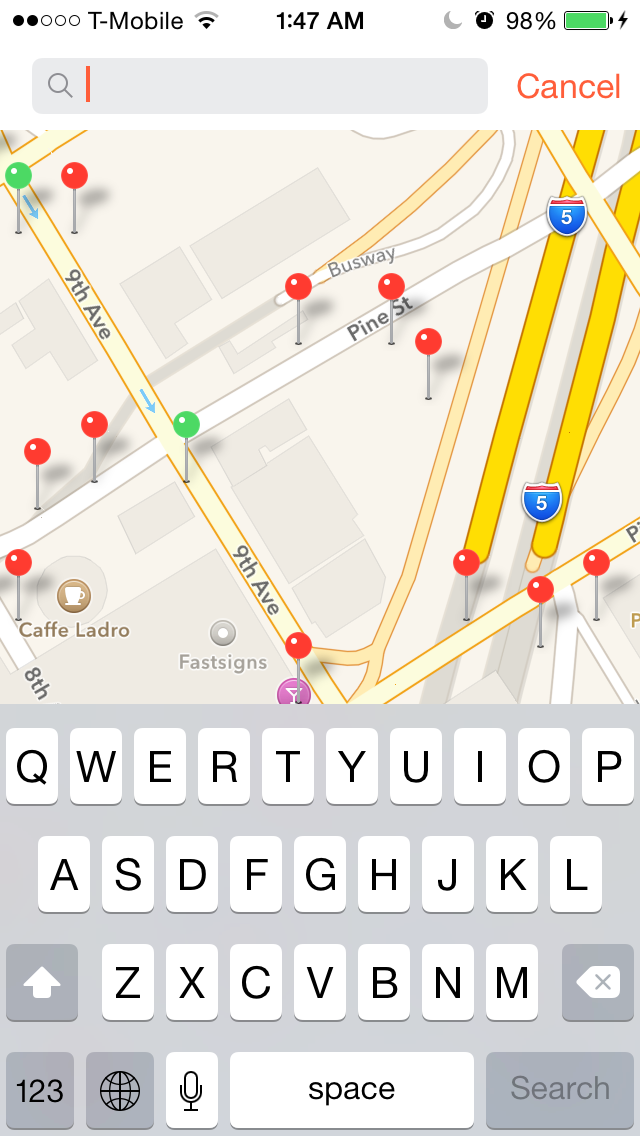 T-Mobile 1:47 AM 98%
Cancel
5
Busway
9th Ave
Pine St
5
9th Ave
Pi
Caffe Ladro
P
Fastsigns
8th
Q W E R T Y U I O P
A S D F G H J K L
Z X C V B N M
123 space Search